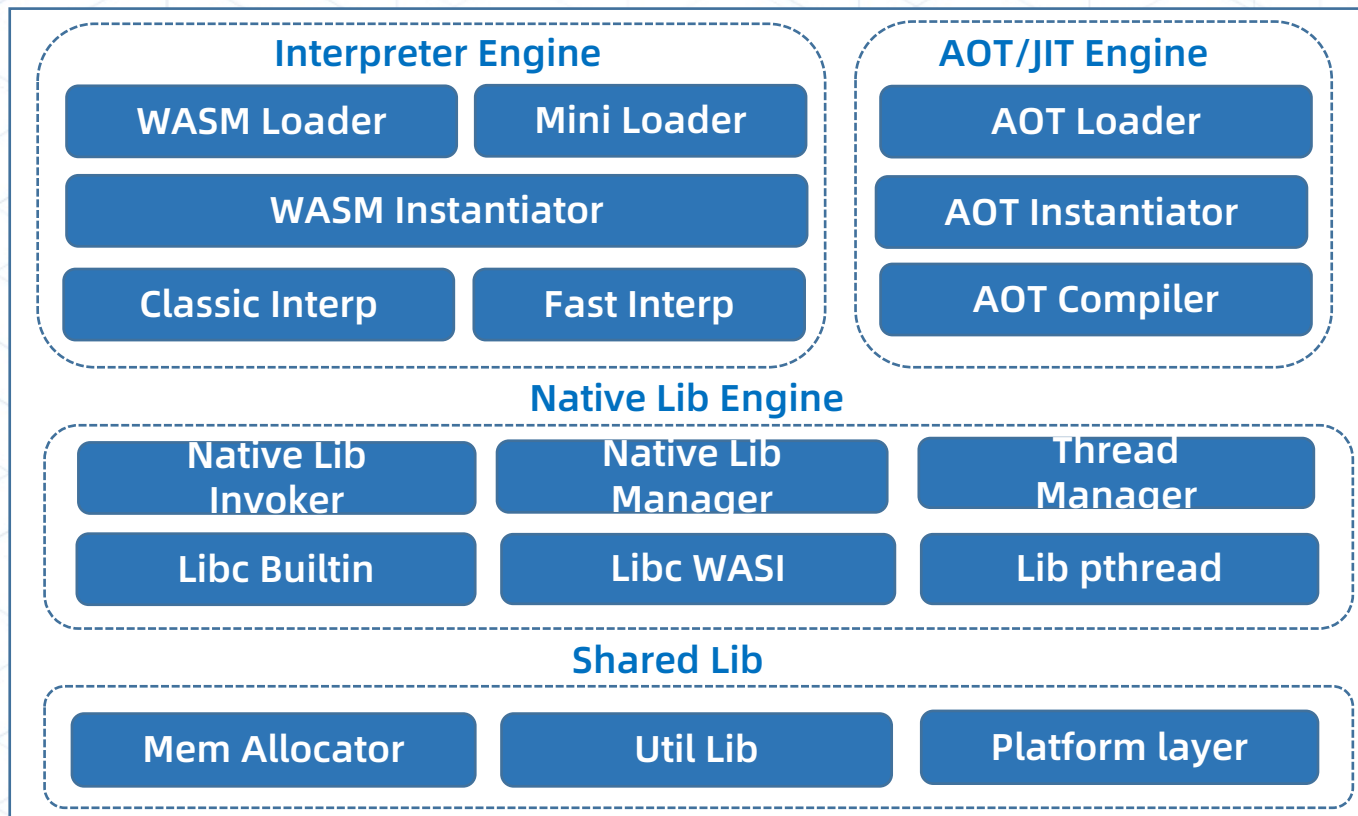 Interpreter Engine
WASM Loader
Mini Loader
WASM Instantiator
Classic Interp
Fast Interp
AOT/JIT Engine
AOT Loader
AOT Instantiator
AOT Compiler
Native Lib Engine
Native Lib
Invoker
Native Lib
Manager
Thread
Manager
Libc Builtin
Libc WASI
Lib pthread
Shared Lib
Mem Allocator
Util Lib
Platform layer